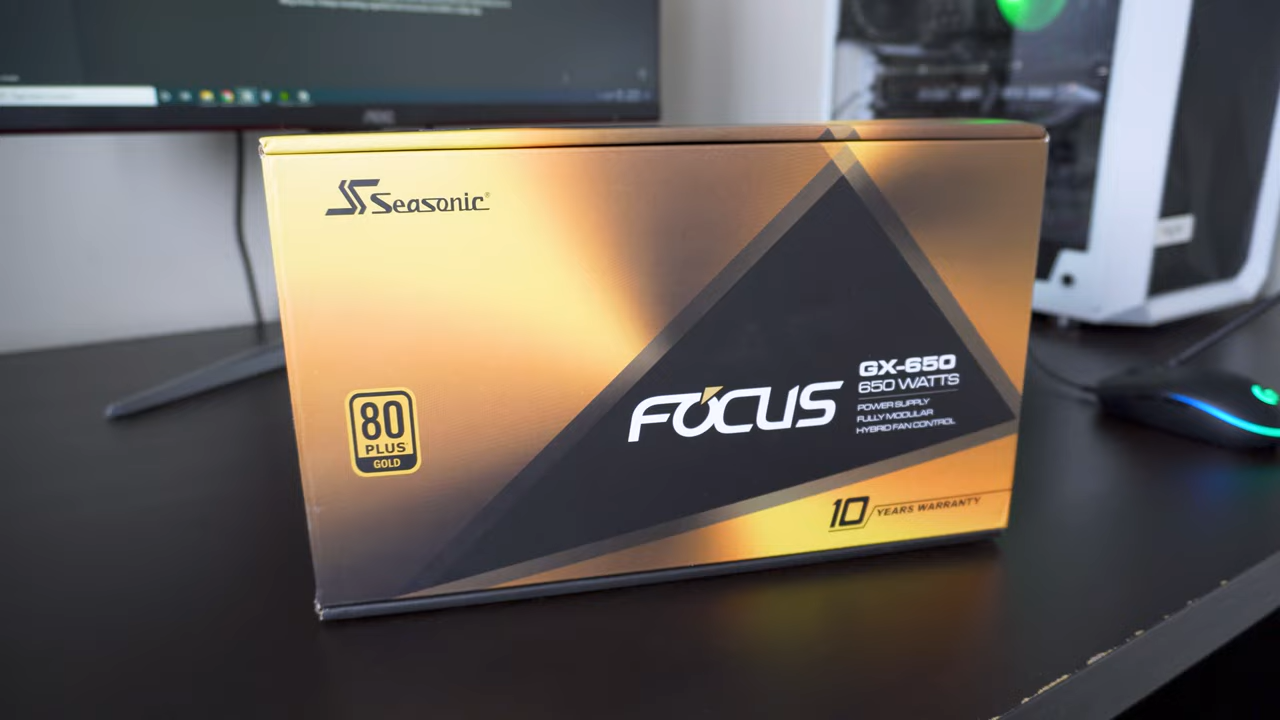 Seasonic®
80
PLUS
GOLD
FOCUS
GX-650
650 WATTS
POWER SUPPLY
FULLY MODULAR
HYBRID FAN CONTROL
10 YEARS WARRANTY
AOC